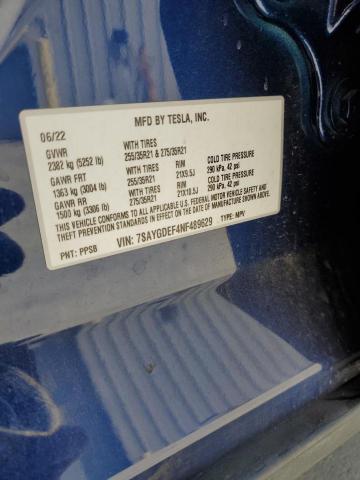 MFD BY TESLA, INC.
06/22
GVWR WITH TIRES
2382 kg (5252 lb) 255/35R21 & 275/35R21
GAWR FRT WITH TIRES RIM COLD TIRE PRESSURE
1363 kg (3004 lb) 255/35R21 21X9.5J 290 kPa, 42 psi
GAWR RR WITH TIRES RIM COLD TIRE PRESSURE
1500 kg (3306 lb) 275/35R21 21X10.5J 290 kPa, 42 psi
THIS VEHICLE CONFORMS TO ALL APPLICABLE U.S. FEDERAL MOTOR VEHICLE SAFETY AND
THEFT PREVENTION STANDARDS IN EFFECT ON THE DATE OF MANUFACTURE SHOWN ABOVE.
PNT: PPSB VIN: 7SAYGDEF4NF489629 TYPE: MPV